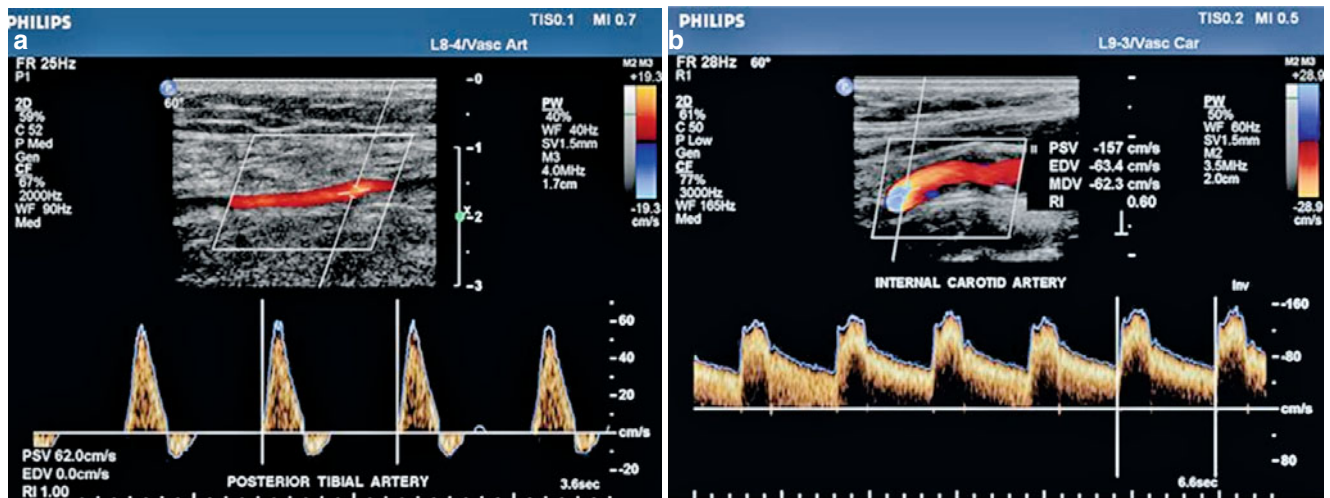 PHILIPS
TIS0.1 MI 0.7
a
L8-4/Vasc Art
FR 25Hz
P1
2D
59%
C 52
P Med
Gen
CF
67%
2000Hz
WF 90Hz
Med
P
60°
0
-1
x
-2
-3
PW
40%
WF 40Hz
SV1.5mm
M3
4.0MHz
1.7cm
M2 M3
+19.3
-19.3
cm/s
60
40
20
cm/s
-20
PSV 62.0cm/s
EDV 0.0cm/s
RI 1.00
POSTERIOR TIBIAL ARTERY
3.6sec
PHILIPS
TIS0.2 MI 0.5
b
L9-3/Vasc Car
FR 28Hz 60°
R1
2D
61%
C 50
P Low
Gen
CF
77%
3000Hz
WF 165Hz
Med
P
PSV -157 cm/s
EDV -63.4 cm/s
MDV -62.3 cm/s
RI 0.60
PW
50%
WF 60Hz
SV1.5mm
M2
3.5MHz
2.0cm
M2 M3
+28.9
-28.9
cm/s
INTERNAL CAROTID ARTERY
Inv
-160
-80
cm/s
80
6.6sec